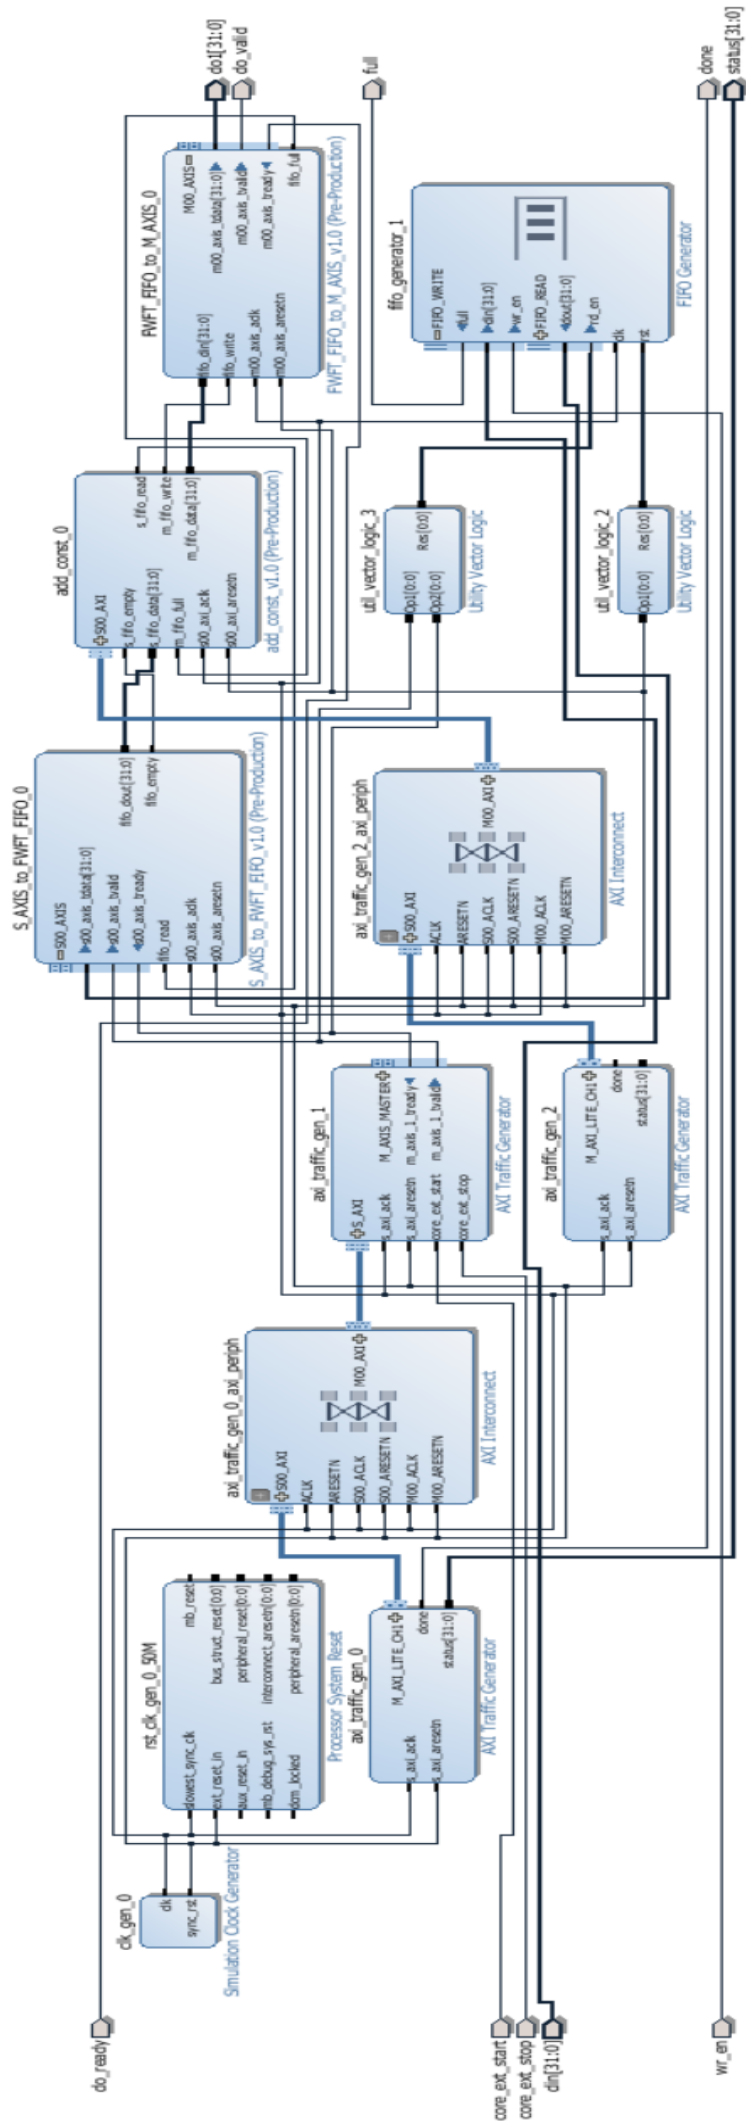 do_ready
core_ext_start
core_ext_stop
din[31:0]
wr_en
clk_gen_0
clk
sync_rst
Simulation Clock Generator
rst_clk_gen_0_50M
slowest_sync_clk
ext_reset_in
aux_reset_in
mb_debug_sys_rst
dcm_locked
mb_reset
bus_struct_reset[0:0]
peripheral_reset[0:0]
interconnect_aresetn[0:0]
peripheral_aresetn[0:0]
Processor System Reset
axi_traffic_gen_0
s_axi_aclk
s_axi_aresetn
M_AXI_LITE_CH1
done
status[31:0]
AXI Traffic Generator
axi_traffic_gen_0_axi_periph
S00_AXI
ACLK
ARESETN
S00_ACLK
S00_ARESETN
M00_ACLK
M00_ARESETN
M00_AXI
AXI Interconnect
axi_traffic_gen_1
S_AXI
s_axi_aclk
s_axi_aresetn
core_ext_start
core_ext_stop
M_AXIS_MASTER
m_axis_1_tready
m_axis_1_tvalid
AXI Traffic Generator
axi_traffic_gen_2
s_axi_aclk
s_axi_aresetn
M_AXI_LITE_CH1
done
status[31:0]
AXI Traffic Generator
S_AXIS_to_FWFT_FIFO_0
S00_AXIS
s00_axis_tdata[31:0]
s00_axis_tvalid
s00_axis_tready
fifo_read
s00_axis_aclk
s00_axis_aresetn
fifo_dout[31:0]
fifo_empty
S_AXIS_to_FWFT_FIFO_v1.0 (Pre-Production)
axi_traffic_gen_2_axi_periph
S00_AXI
ACLK
ARESETN
S00_ACLK
S00_ARESETN
M00_ACLK
M00_ARESETN
M00_AXI
AXI Interconnect
add_const_0
S00_AXI
s_fifo_empty
s_fifo_data[31:0]
m_fifo_full
s00_axi_aclk
s00_axi_aresetn
s_fifo_read
m_fifo_write
m_fifo_data[31:0]
add_const_v1.0 (Pre-Production)
util_vector_logic_3
Op1[0:0]
Op2[0:0]
Res[0:0]
Utility Vector Logic
util_vector_logic_2
Op1[0:0]
Res[0:0]
Utility Vector Logic
FWFT_FIFO_to_M_AXIS_0
fifo_din[31:0]
fifo_write
m00_axis_aclk
m00_axis_aresetn
M00_AXIS
m00_axis_tdata[31:0]
m00_axis_tvalid
m00_axis_tready
fifo_full
FWFT_FIFO_to_M_AXIS_v1.0 (Pre-Production)
fifo_generator_1
FIFO_WRITE
full
din[31:0]
wr_en
FIFO_READ
dout[31:0]
rd_en
clk
rst
FIFO Generator
do1[31:0]
do_valid
full
done
status[31:0]